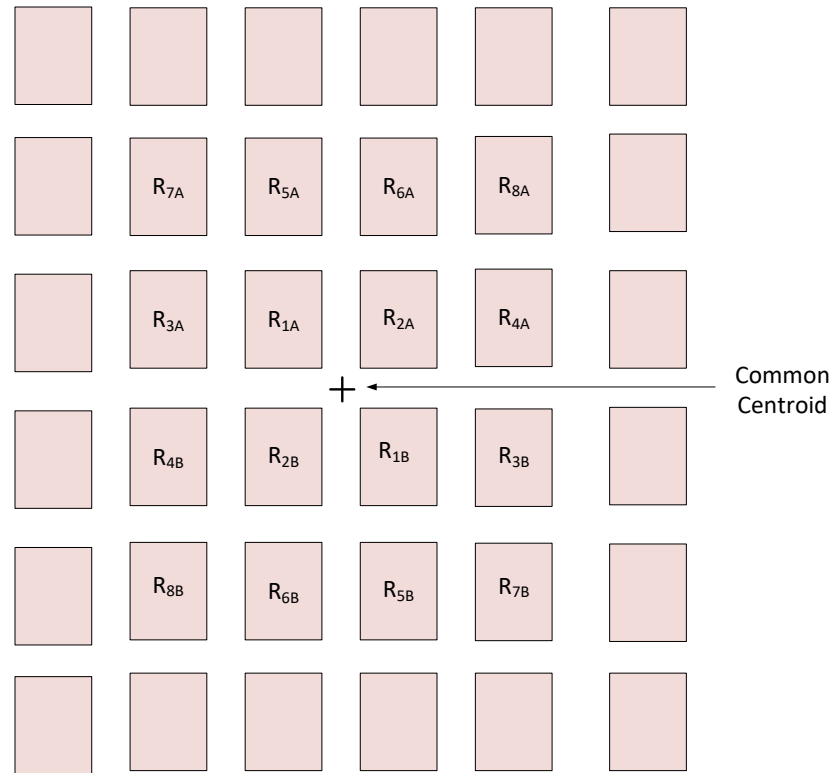 R7A R5A R6A R8A
R3A R1A R2A R4A
Common
Centroid
R4B R2B R1B R3B
R8B R6B R5B R7B